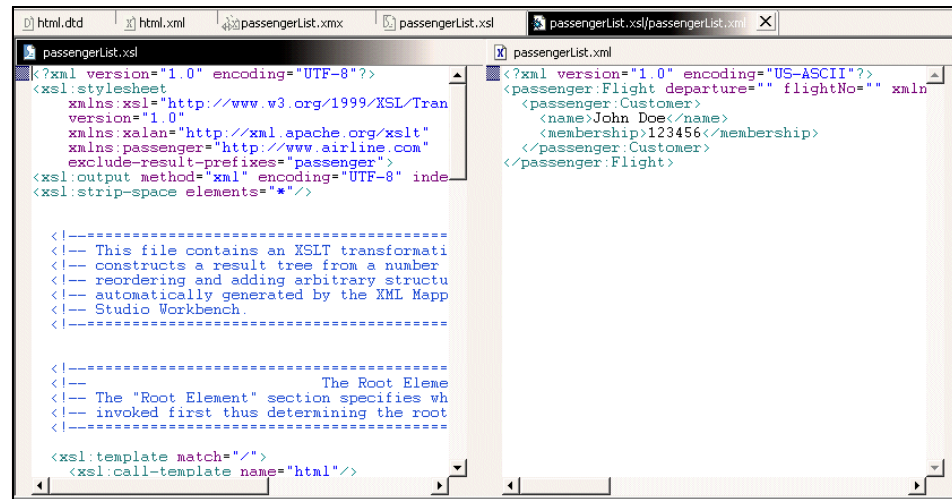 html.dtd html.xml passengerList.xmx passengerList.xsl passengerList.xsl/passengerList.xml
passengerList.xsl
<?xml version="1.0" encoding="UTF-8"?>
<xsl:stylesheet
xmlns:xsl="http://www.w3.org/1999/XSL/Tran
version="1.0"
xmlns:xalan="http://xml.apache.org/xslt"
xmlns:passenger="http://www.airline.com"
exclude-result-prefixes="passenger">
<xsl:output method="xml" encoding="UTF-8" inde
<xsl:strip-space elements="*"/>
<!--==========================================
<!-- This file contains an XSLT transformati
<!-- constructs a result tree from a number
<!-- reordering and adding arbitrary structu
<!-- automatically generated by the XML Mapp
<!-- Studio Workbench.
<!--==========================================
<!--==========================================
<!-- The Root Eleme
<!-- The "Root Element" section specifies wh
<!-- invoked first thus determining the root
<!--==========================================
<xsl:template match="/">
<xsl:call-template name="html"/>
passengerList.xml
<?xml version="1.0" encoding="US-ASCII"?>
<passenger:Flight departure="" flightNo="" xmln
<passenger:Customer>
<name>John Doe</name>
<membership>123456</membership>
</passenger:Customer>
</passenger:Flight>